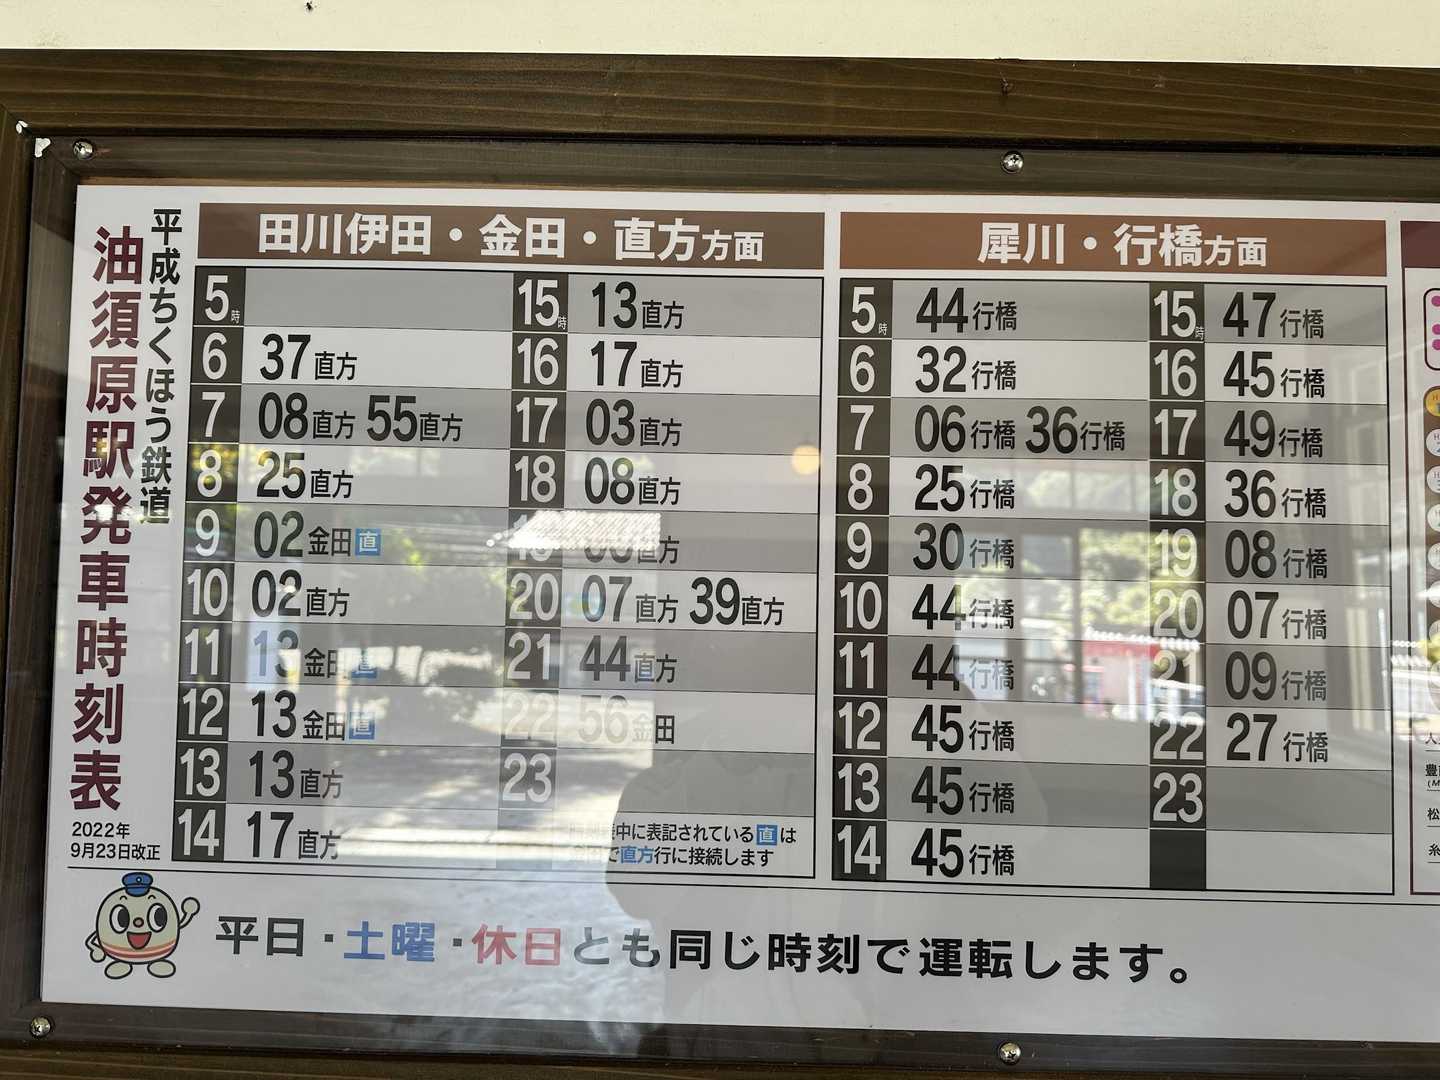 平成ちくほう鉄道
油須原駅発車時刻表
2022年
9月23日改正
田川伊田・金田・直方方面
5時
6 37直方
7 08直方 55直方
8 25直方
9 02金田直
10 02直方
11 13金田直
12 13金田直
13 13直方
14 17直方
15時 13直方
16 17直方
17 03直方
18 08直方
直方
20 07直方 39直方
21 44直方
22 56金田
23
中に表記されている直は
金田で直方行に接続します
犀川・行橋方面
5時 44行橋
6 32行橋
7 06行橋 36行橋
8 25行橋
9 30行橋
10 44行橋
11 44行橋
12 45行橋
13 45行橋
14 45行橋
15時 47行橋
16 45行橋
17 49行橋
18 36行橋
19 08行橋
20 07行橋
21 09行橋
22 27行橋
23
平日・土曜・休日とも同じ時刻で運転します。